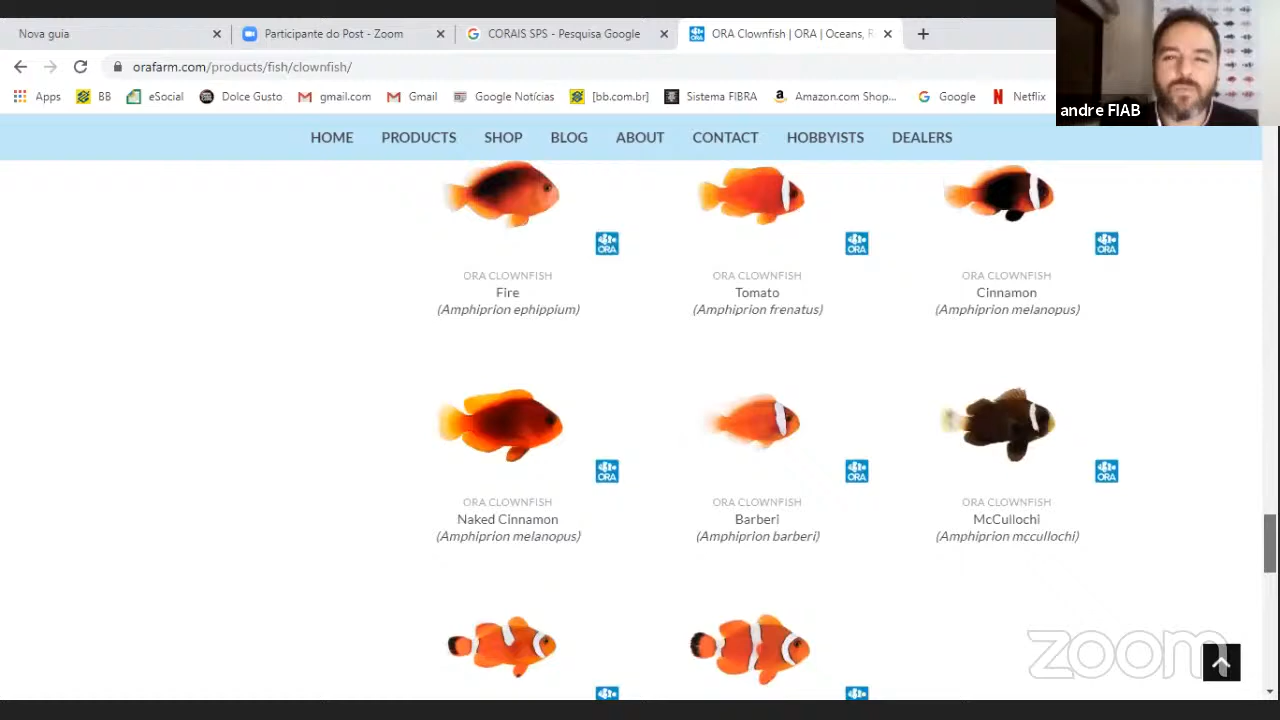 Nova guia
Participante do Post - Zoom
CORAIS SPS - Pesquisa Google
ORA Clownfish | ORA | Oceans, R
orafarm.com/products/fish/clownfish/
andre FIAB
Apps
BB
eSocial
Dolce Gusto
gmail.com
Gmail
Google Notícias
[bb.com.br]
Sistema FIBRA
Amazon.com Shop...
Google
Netflix
HOME
PRODUCTS
SHOP
BLOG
ABOUT
CONTACT
HOBBYISTS
DEALERS
ORA
ORA
ORA
ORA CLOWNFISH
Fire
(Amphiprion ephippium)
ORA CLOWNFISH
Tomato
(Amphiprion frenatus)
ORA CLOWNFISH
Cinnamon
(Amphiprion melanopus)
ORA
ORA
ORA
ORA CLOWNFISH
Naked Cinnamon
(Amphiprion melanopus)
ORA CLOWNFISH
Barberi
(Amphiprion barberi)
ORA CLOWNFISH
McCullochi
(Amphiprion mccullochi)
zoom